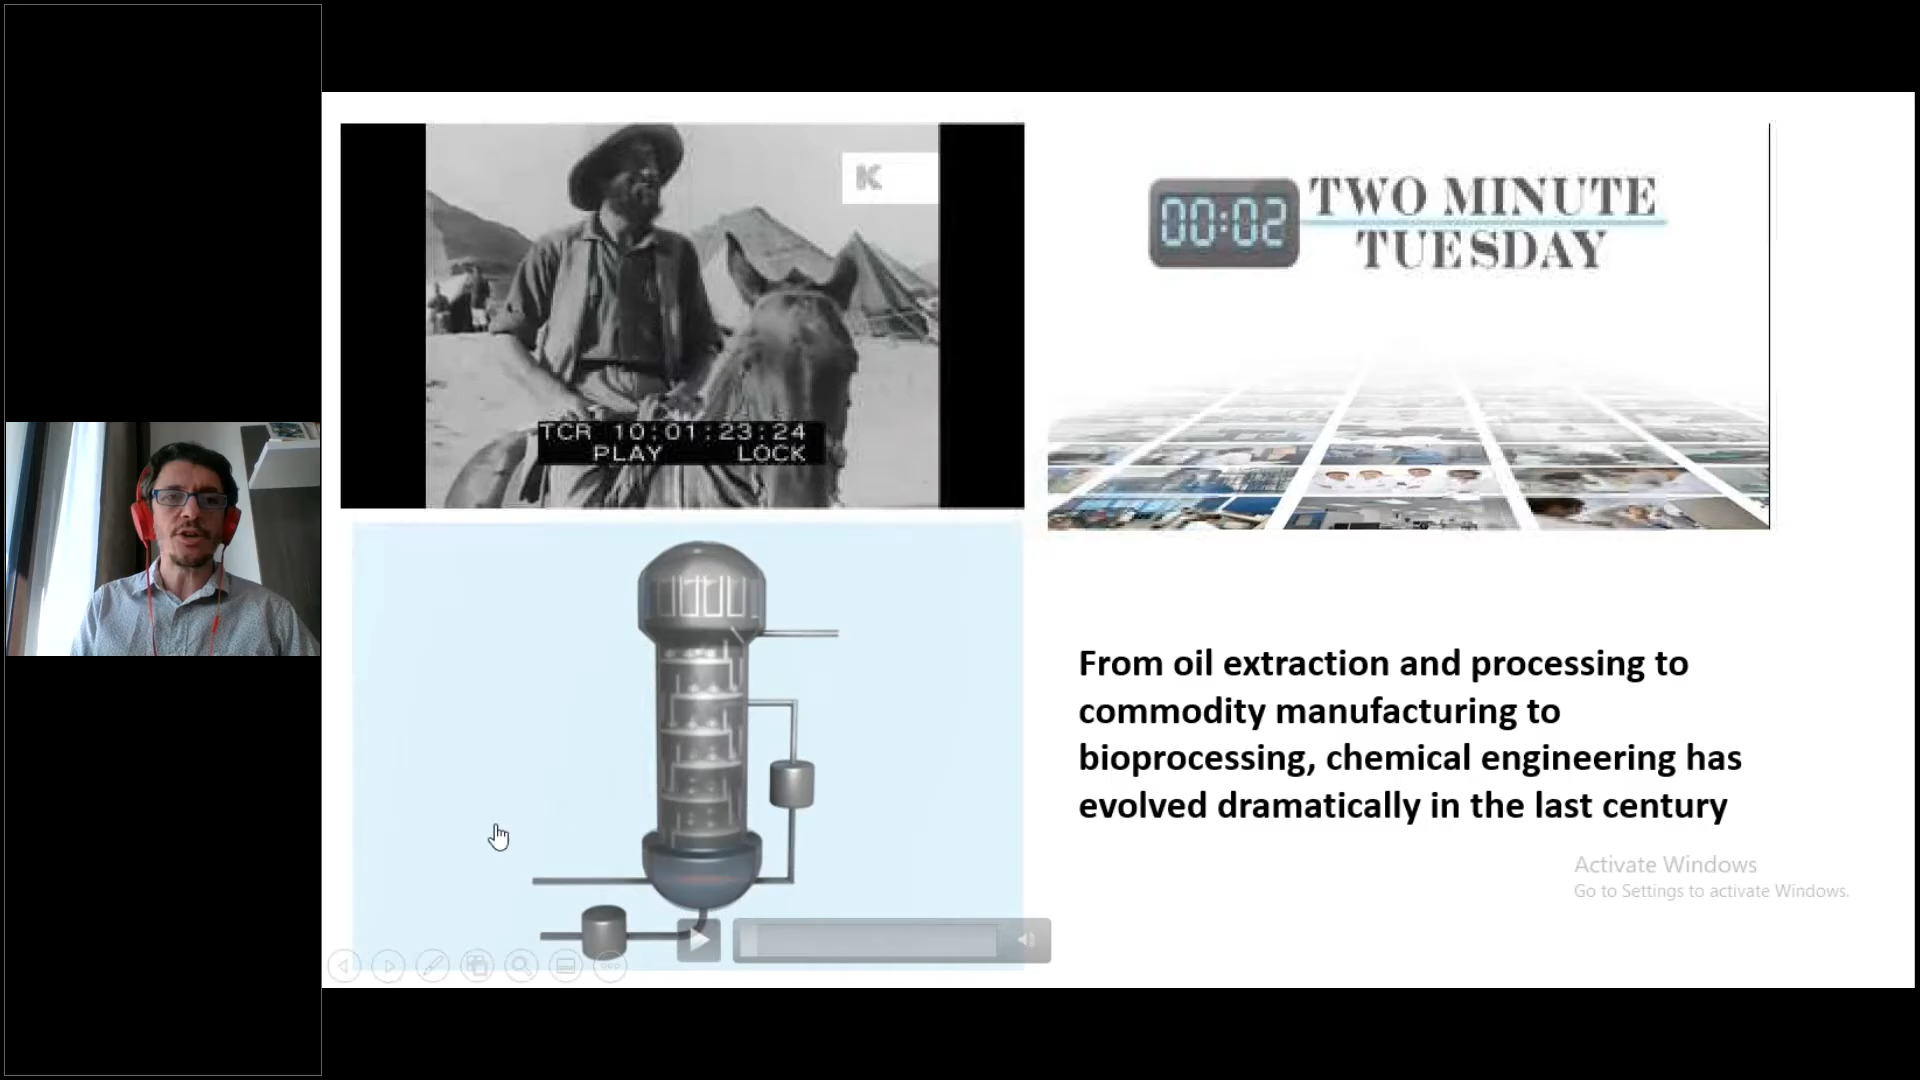 K
TCR 10:01:23:24
PLAY LOCK
00:02
TWO MINUTE
TUESDAY
From oil extraction and processing to
commodity manufacturing to
bioprocessing, chemical engineering has
evolved dramatically in the last century
Activate Windows
Go to Settings to activate Windows.